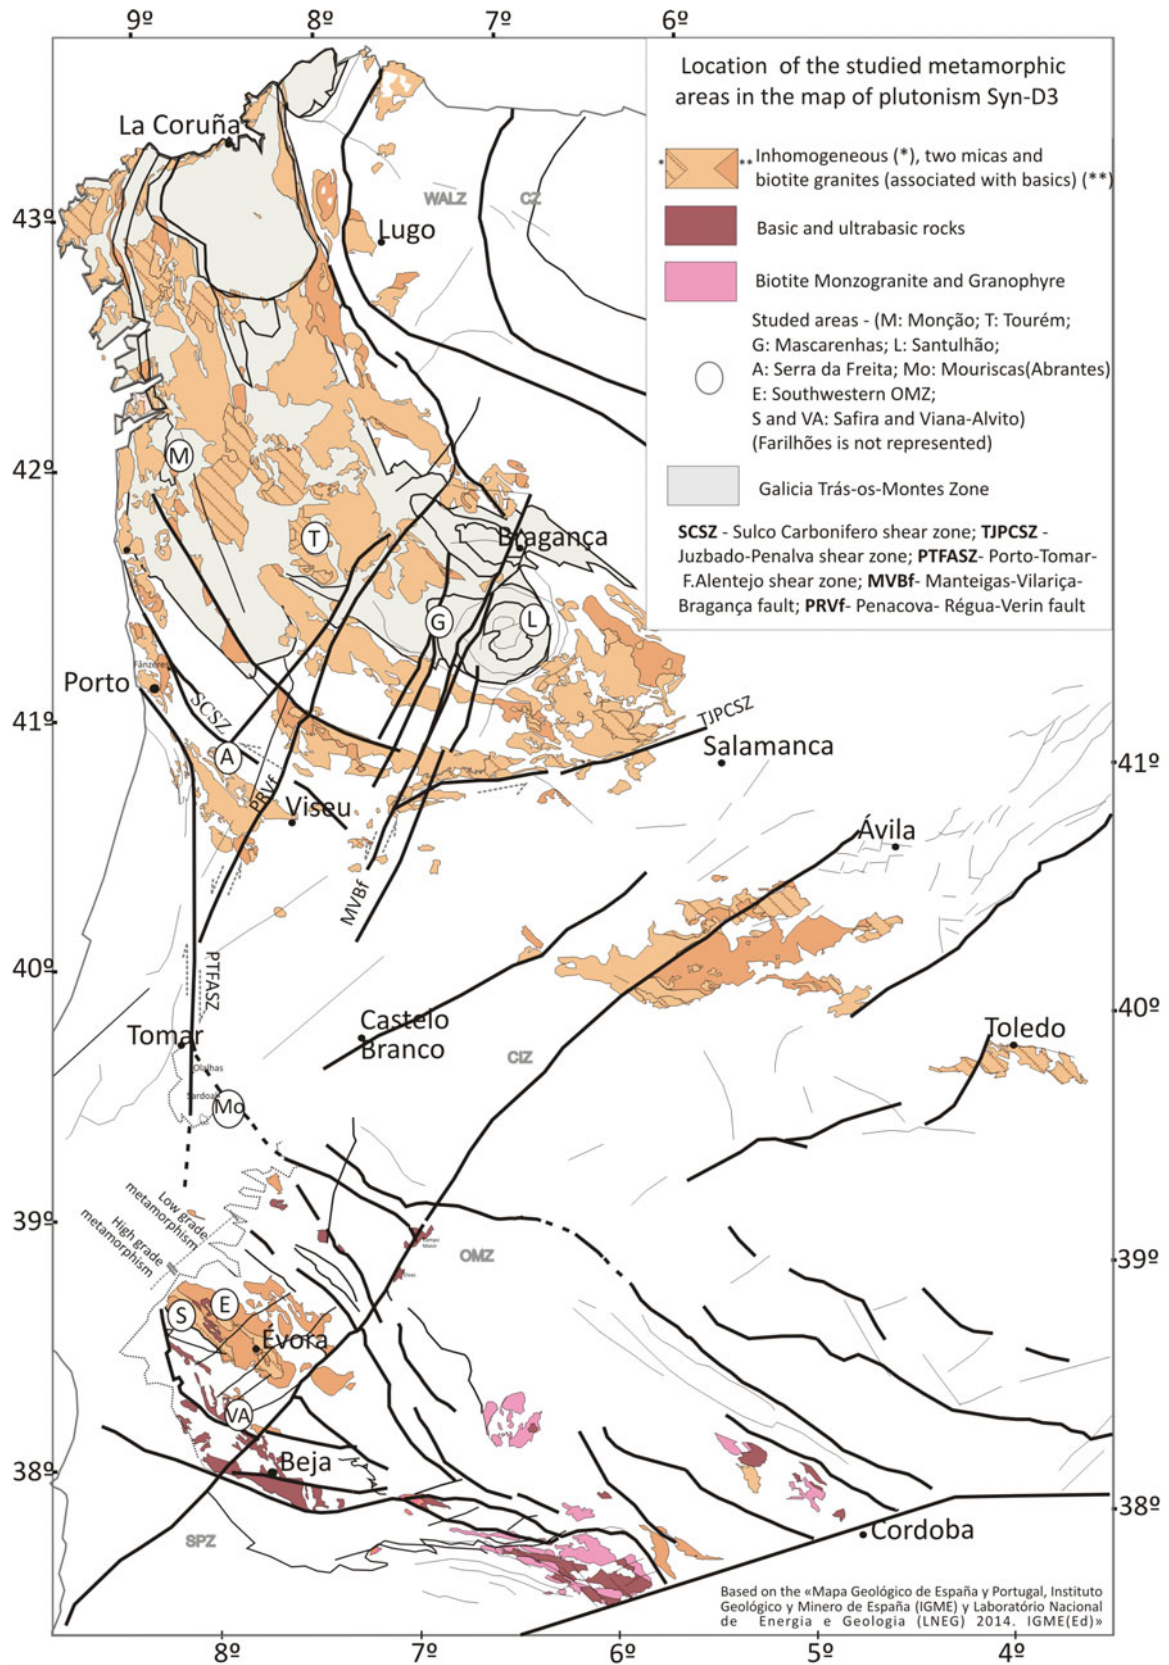 9º 8º 7º 6º
Location of the studied metamorphic
areas in the map of plutonism Syn-D3
* ** Inhomogeneous (*), two micas and
biotite granites (associated with basics) (**)
Basic and ultrabasic rocks
Biotite Monzogranite and Granophyre
Studed areas - (M: Monção; T: Tourém;
G: Mascarenhas; L: Santulhão;
A: Serra da Freita; Mo: Mouriscas(Abrantes)
E: Southwestern OMZ;
S and VA: Safira and Viana-Alvito)
(Farilhões is not represented)
Galicia Trás-os-Montes Zone
SCSZ - Sulco Carbonifero shear zone; TJPCSZ -
Juzbado-Penalva shear zone; PTFASZ- Porto-Tomar-
F.Alentejo shear zone; MVBf- Manteigas-Vilariça-
Bragança fault; PRVf- Penacova- Régua-Verin fault
La Coruña
WALZ
CZ
43º
Lugo
M
42º
T
Bragança
G
L
Fânzeres
Porto
SCSZ
TJPCSZ
41º
Salamanca
41º
A
PRVf
Viseu
Ávila
MVBf
40º
PTFASZ
40º
Castelo
Branco
Tomar
Toledo
CIZ
Olalhas
Sardoal
Mo
Low grade
metamorphism
High grade
metamorphism
39º
39º
Campo
Maior
OMZ
Elvas
S
E
Évora
VA
38º
Beja
38º
Cordoba
SPZ
Based on the «Mapa Geológico de España y Portugal, Instituto
Geológico y Minero de España (IGME) y Laboratório Nacional
de Energia e Geologia (LNEG) 2014. IGME(Ed)»
8º 7º 6º 5º 4º